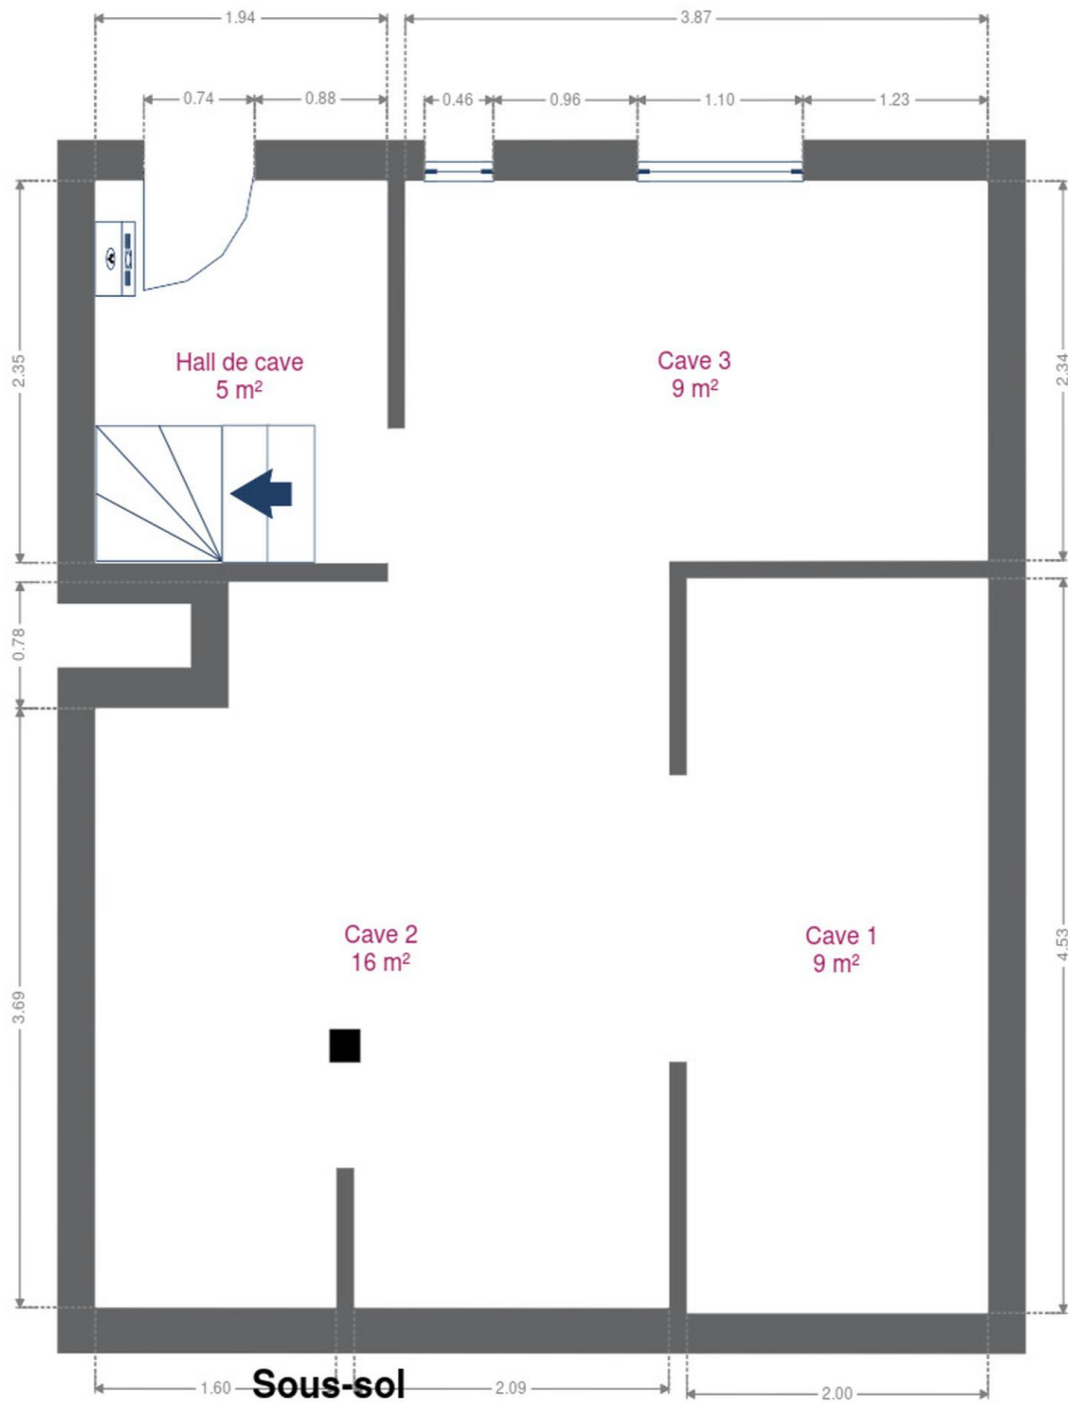 1.94
3.87
0.74
0.88
0.46
0.96
1.10
1.23
2.35
Hall de cave
5 m²
Cave 3
9 m²
2.34
0.78
3.69
Cave 2
16 m²
Cave 1
9 m²
4.53
1.60
Sous-sol
2.09
2.00